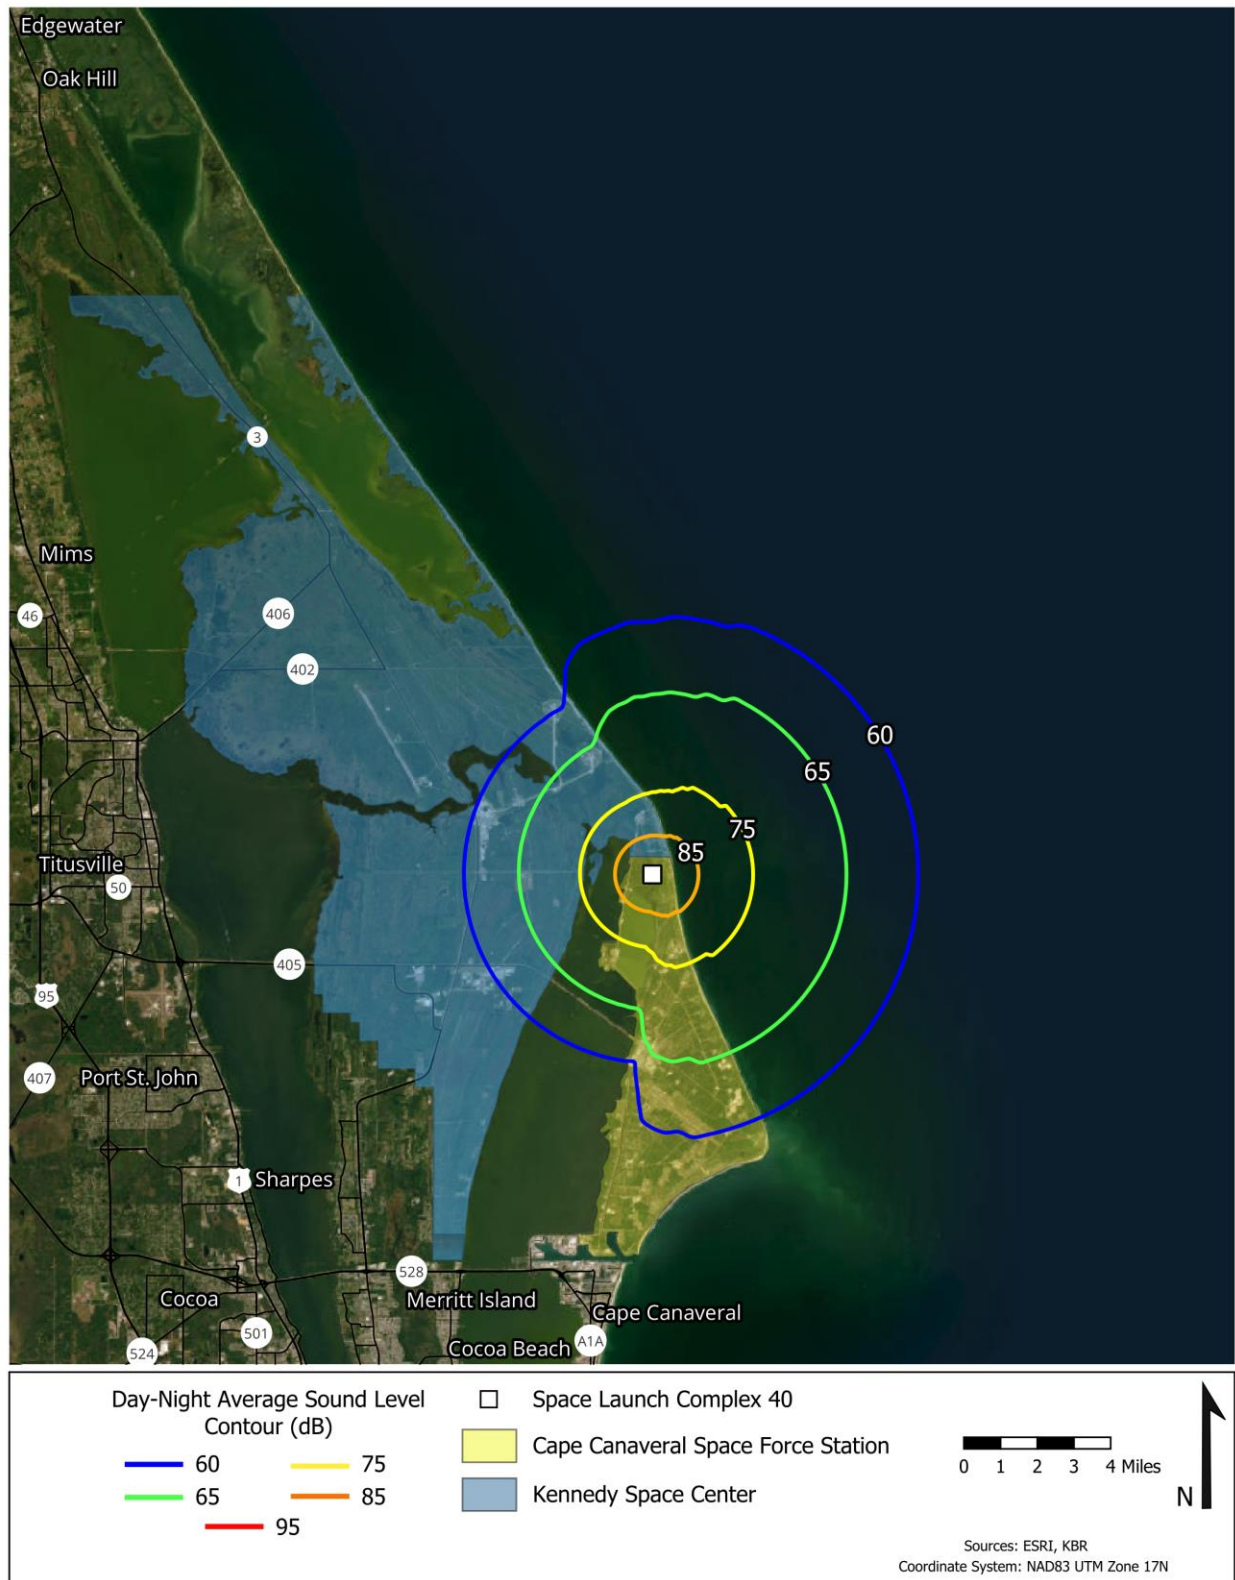 Edgewater
Oak Hill
3
Mims
46
406
402
60
65
75
85
Titusville
50
405
95
407
Port St. John
1
Sharpes
528
Cocoa
Merritt Island
Cape Canaveral
501
A1A
Cocoa Beach
524
Day-Night Average Sound Level
Contour (dB)
60
75
65
85
95
Space Launch Complex 40
Cape Canaveral Space Force Station
Kennedy Space Center
0 1 2 3 4 Miles
N
Sources: ESRI, KBR
Coordinate System: NAD83 UTM Zone 17N